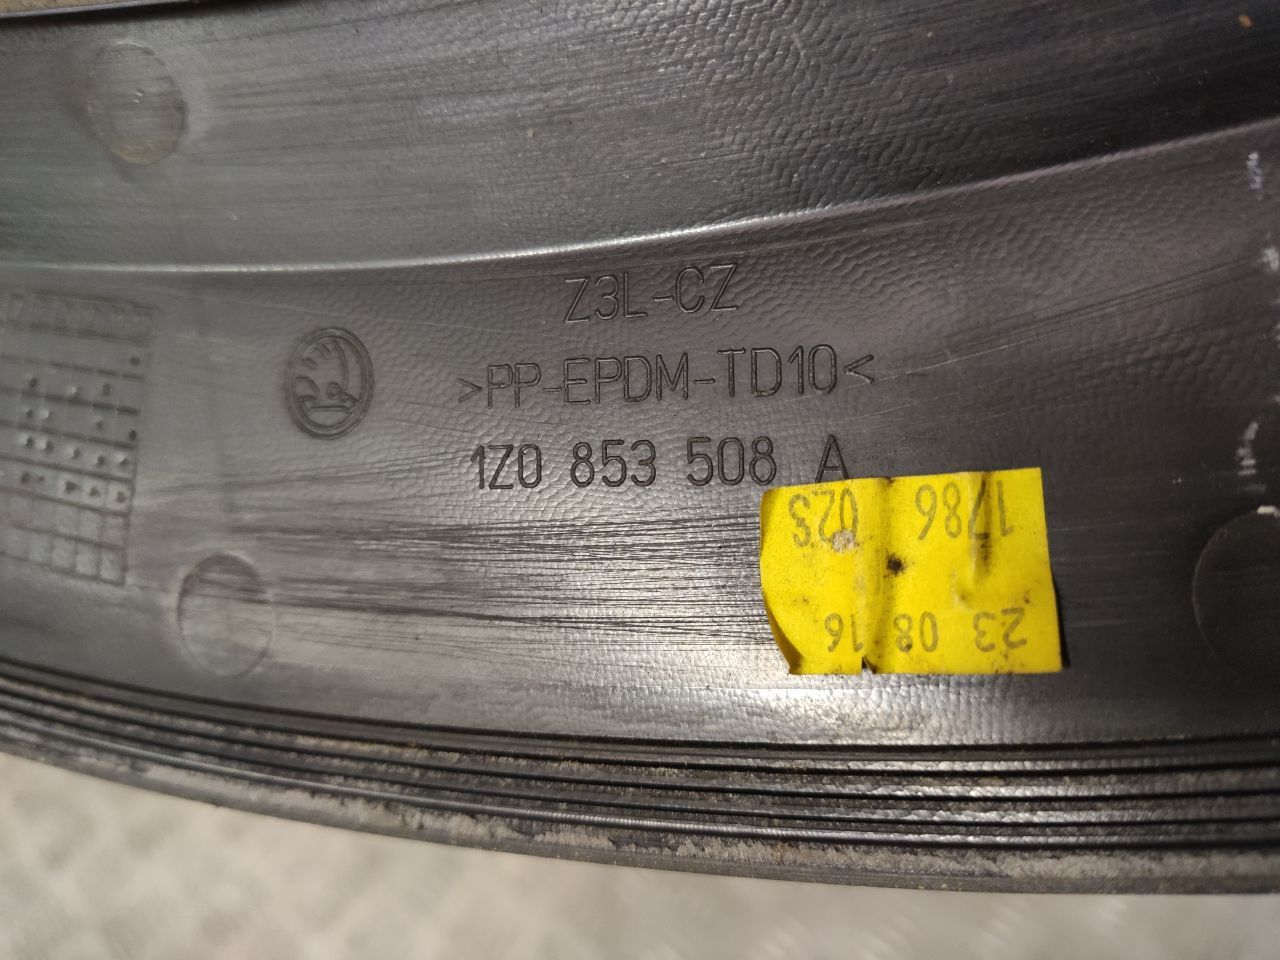 Z3L-CZ
>PP-EPDM-TD10<
1Z0 853 508 A
23 08 16
1786 02S